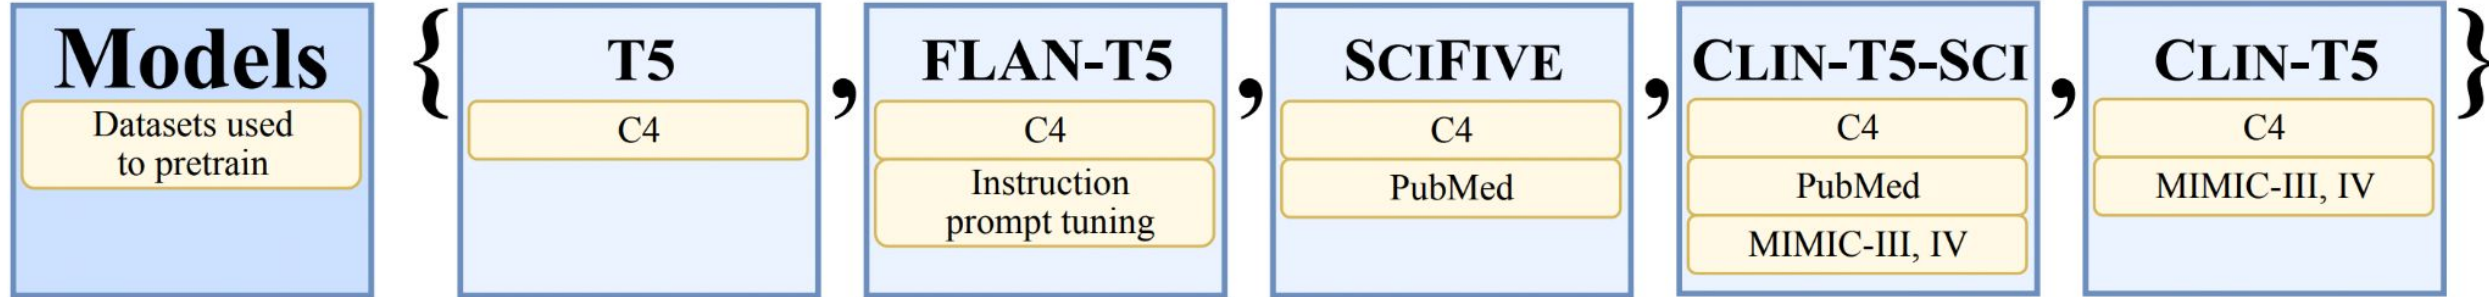 Models
Datasets used
to pretrain
{
T5
C4
,
FLAN-T5
C4
Instruction
prompt tuning
,
SCIFIVE
C4
PubMed
,
CLIN-T5-SCI
C4
PubMed
MIMIC-III, IV
,
CLIN-T5
C4
MIMIC-III, IV
}